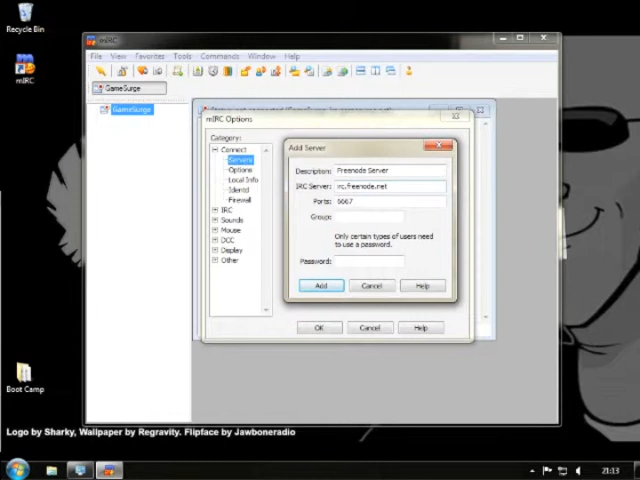 Recycle Bin
mIRC
Boot Camp
mIRC
File View Favorites Tools Commands Window Help
GameSurge
GameSurge
mIRC Options
Category:
Connect
Servers
Options
Local Info
Identd
Firewall
IRC
Sounds
Mouse
DCC
Display
Other
OK Cancel Help
Add Server
Description: Freenode Server
IRC Server: irc.freenode.net
Ports: 6667
Group:
Only certain types of users need
to use a password.
Password:
Add Cancel Help
Logo by Sharky, Wallpaper by Regravity. Flipface by Jawboneradio
21:13